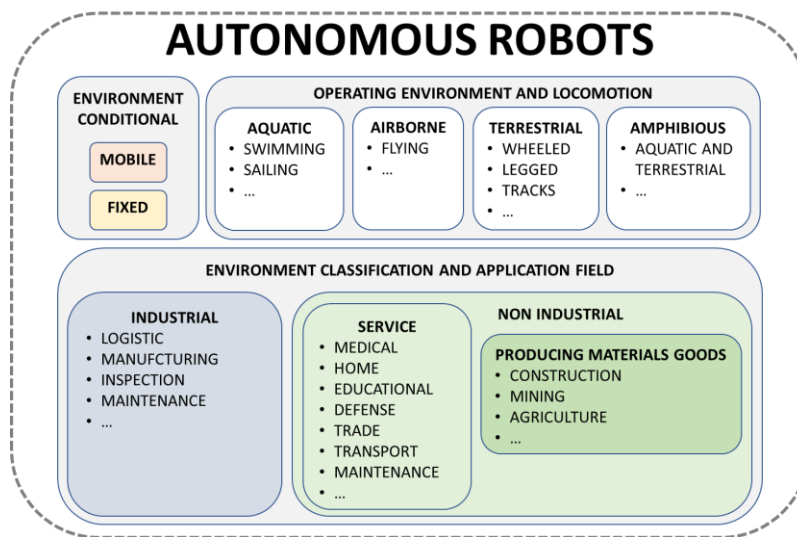 AUTONOMOUS ROBOTS
ENVIRONMENT
CONDITIONAL
MOBILE
FIXED
OPERATING ENVIRONMENT AND LOCOMOTION
AQUATIC
• SWIMMING
• SAILING
• ...
AIRBORNE
• FLYING
• ...
TERRESTRIAL
• WHEELED
• LEGGED
• TRACKS
• ...
AMPHIBIOUS
• AQUATIC AND
TERRESTRIAL
• ...
ENVIRONMENT CLASSIFICATION AND APPLICATION FIELD
INDUSTRIAL
• LOGISTIC
• MANUFCTURING
• INSPECTION
• MAINTENANCE
• ...
NON INDUSTRIAL
SERVICE
• MEDICAL
• HOME
• EDUCATIONAL
• DEFENSE
• TRADE
• TRANSPORT
• MAINTENANCE
• ...
PRODUCING MATERIALS GOODS
• CONSTRUCTION
• MINING
• AGRICULTURE
• ...